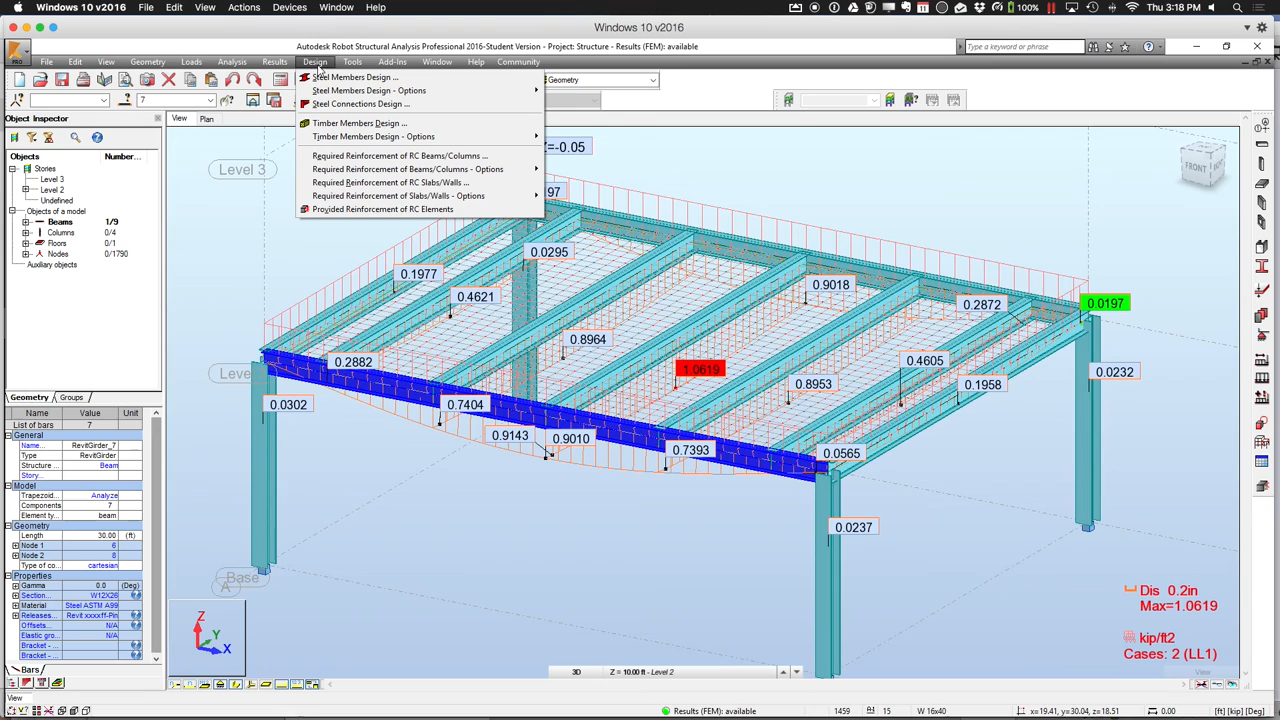 File Edit View Actions Devices Window Help
100% Thu 3:18 PM
Windows 10 v2016
Autodesk Robot Structural Analysis Professional 2016-Student Version - Project: Structure - Results (FEM): available
Type a keyword or phrase
PRO
File Edit View Geometry Loads Analysis Results Design Tools Add-Ins Window Help Community
Geometry
7
Steel Members Design ...
Steel Members Design - Options
Steel Connections Design ...
Timber Members Design ...
Timber Members Design - Options
Required Reinforcement of RC Beams/Columns ...
Required Reinforcement of Beams/Columns - Options
Required Reinforcement of RC Slabs/Walls ...
Required Reinforcement of Slabs/Walls - Options
Provided Reinforcement of RC Elements
Object Inspector
View Plan
Objects Number...
Stories
Level 3
Level 2
Undefined
Objects of a model
Beams 1/9
Columns 0/4
Floors 0/1
Nodes 0/1790
Auxiliary objects
Geometry Groups
Name Value Unit
List of bars 7
General
Name... RevitGirder_7
Type RevitGirder
Structure ... Beam
Story...
Model
Trapezoid... Analyze
Components 7
Element ty... beam
Geometry
Length 30.00 (ft)
Node 1 6
Node 2 8
Type of co... cartesian
Properties
Gamma 0.0 (Deg)
Section... W12X26
Material Steel ASTM A99
Releases... Revit xxxxff-Pin
Offsets... N/A
Elastic gro... N/A
Bracket - ...
Bracket - ...
Bars
View
Level 3
=-0.05
97
FRONT
0.0295
0.1977
0.4621
0.9018
0.2872
0.0197
0.8964
0.2882
Level
1.0619
0.4605
0.0232
0.8953
0.1958
0.0302
0.7404
0.9143
0.9010
0.7393
0.0565
0.0237
Base
A
Z
Y
X
Dis 0.2in
Max=1.0619
kip/ft2
Cases: 2 (LL1)
3D Z = 10.00 ft - Level 2
View
Results (FEM): available 1459 15 W 16x40 x=19.41, y=30.04, z=18.51 0.00 [ft] [kip] [Deg]